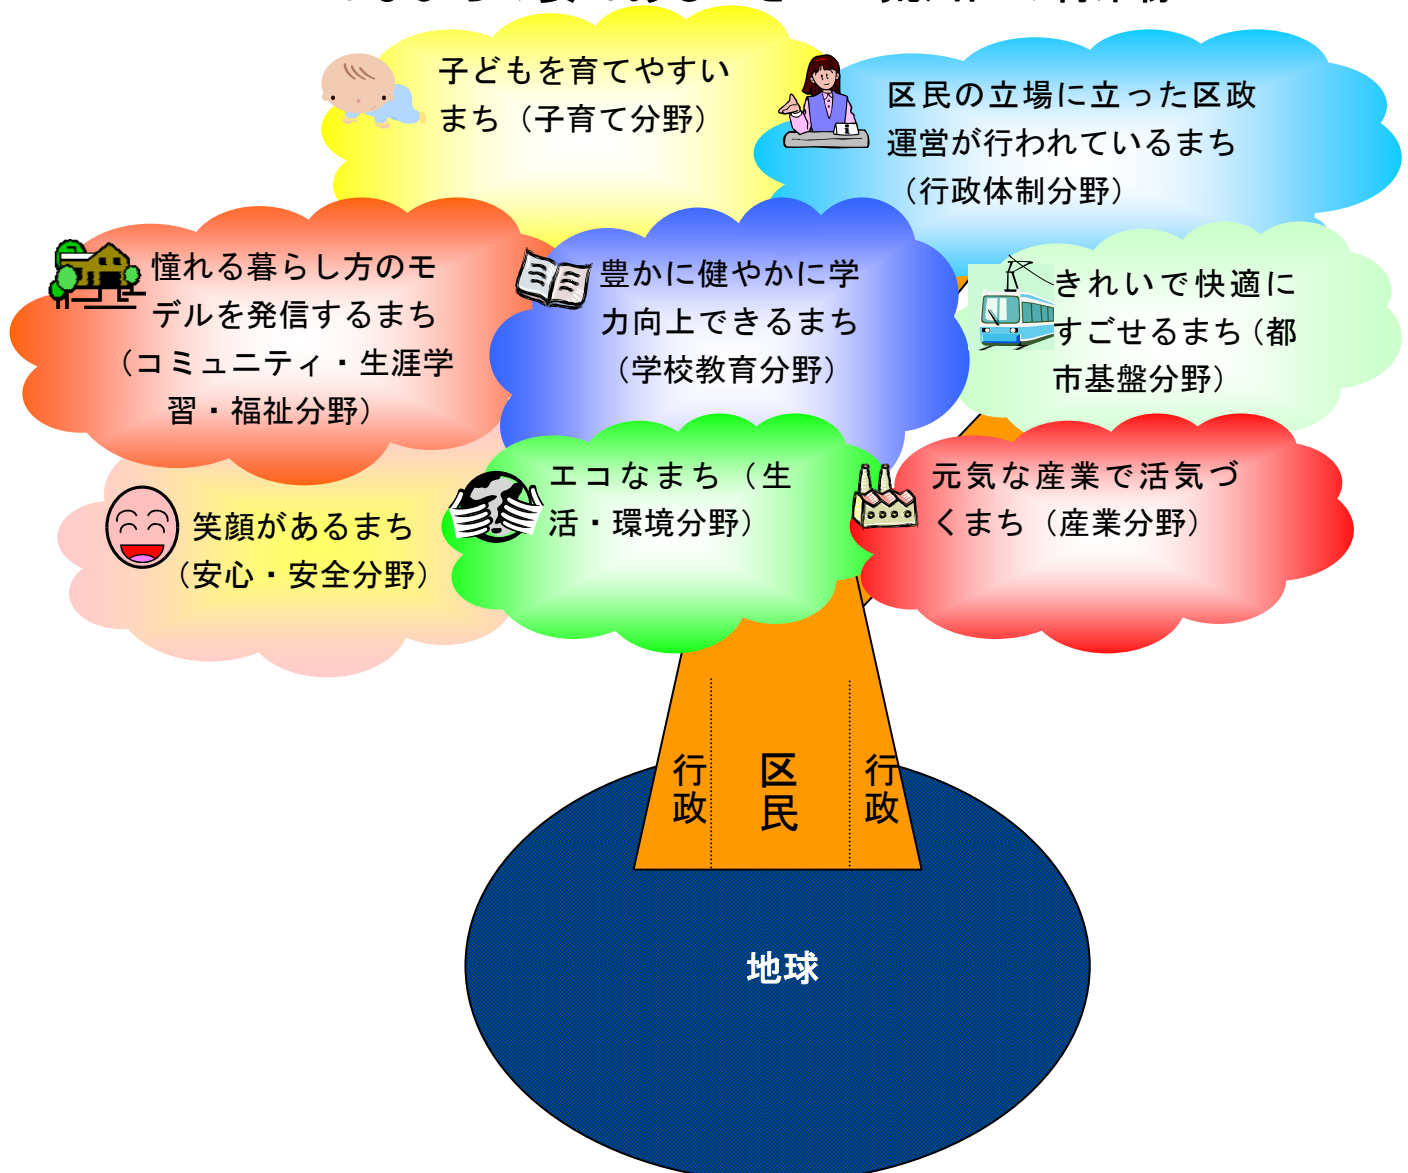 子どもを育てやすい
まち（子育て分野）
区民の立場に立った区政
運営が行われているまち
（行政体制分野）
憧れる暮らし方のモ
デルを発信するまち
（コミュニティ・生涯学
習・福祉分野）
豊かに健やかに学
力向上できるまち
（学校教育分野）
きれいで快適に
すごせるまち（都
市基盤分野）
笑顔があるまち
（安心・安全分野）
エコなまち（生
活・環境分野）
元気な産業で活気づ
くまち（産業分野）
行政
区民
行政
地球